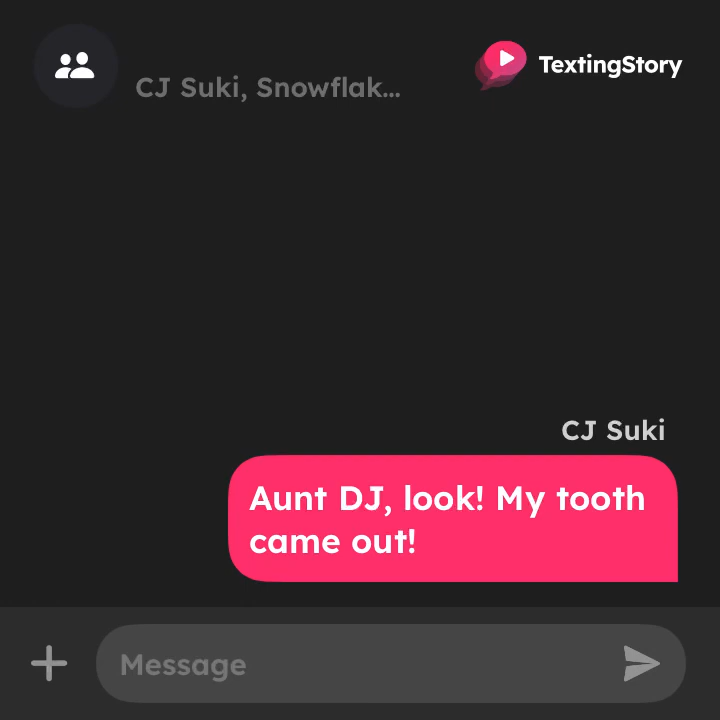 CJ Suki, Snowflak...
TextingStory
CJ Suki
Aunt DJ, look! My tooth
came out!
Message